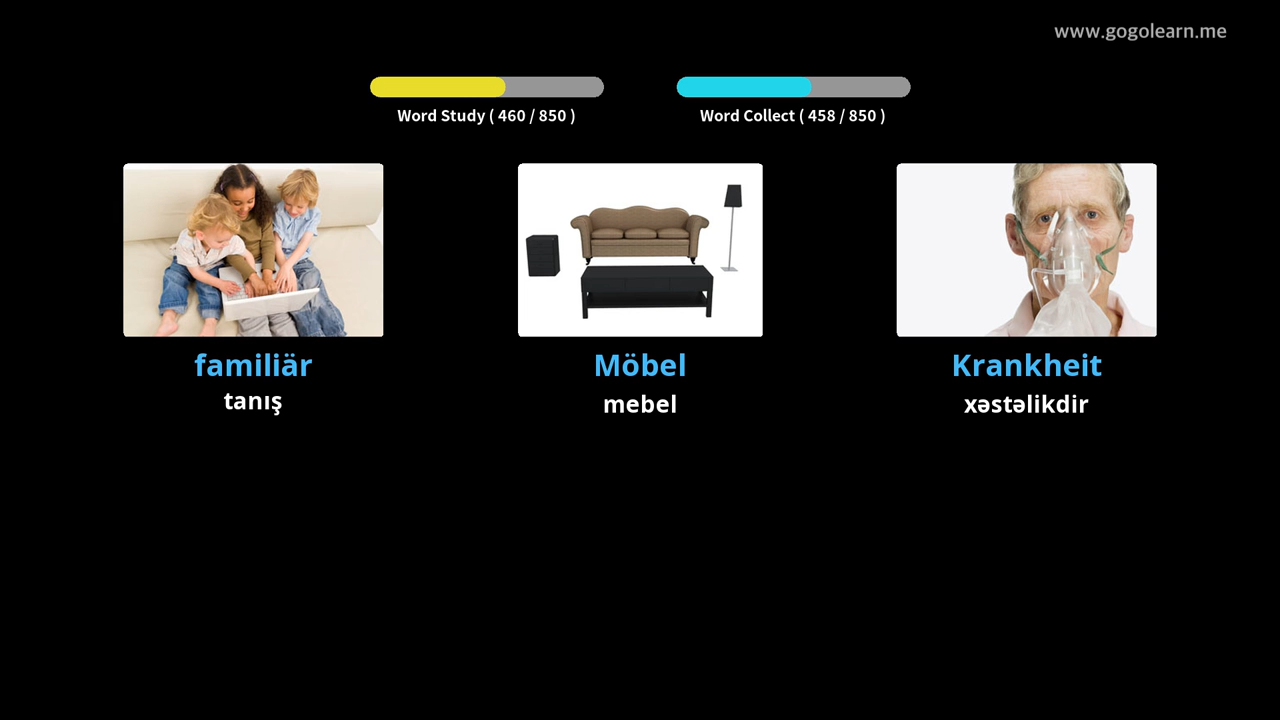 www.gogolearn.me
Word Study ( 460 / 850 )
Word Collect ( 458 / 850 )
familiär
tanış
Möbel
mebel
Krankheit
xəstəlikdir